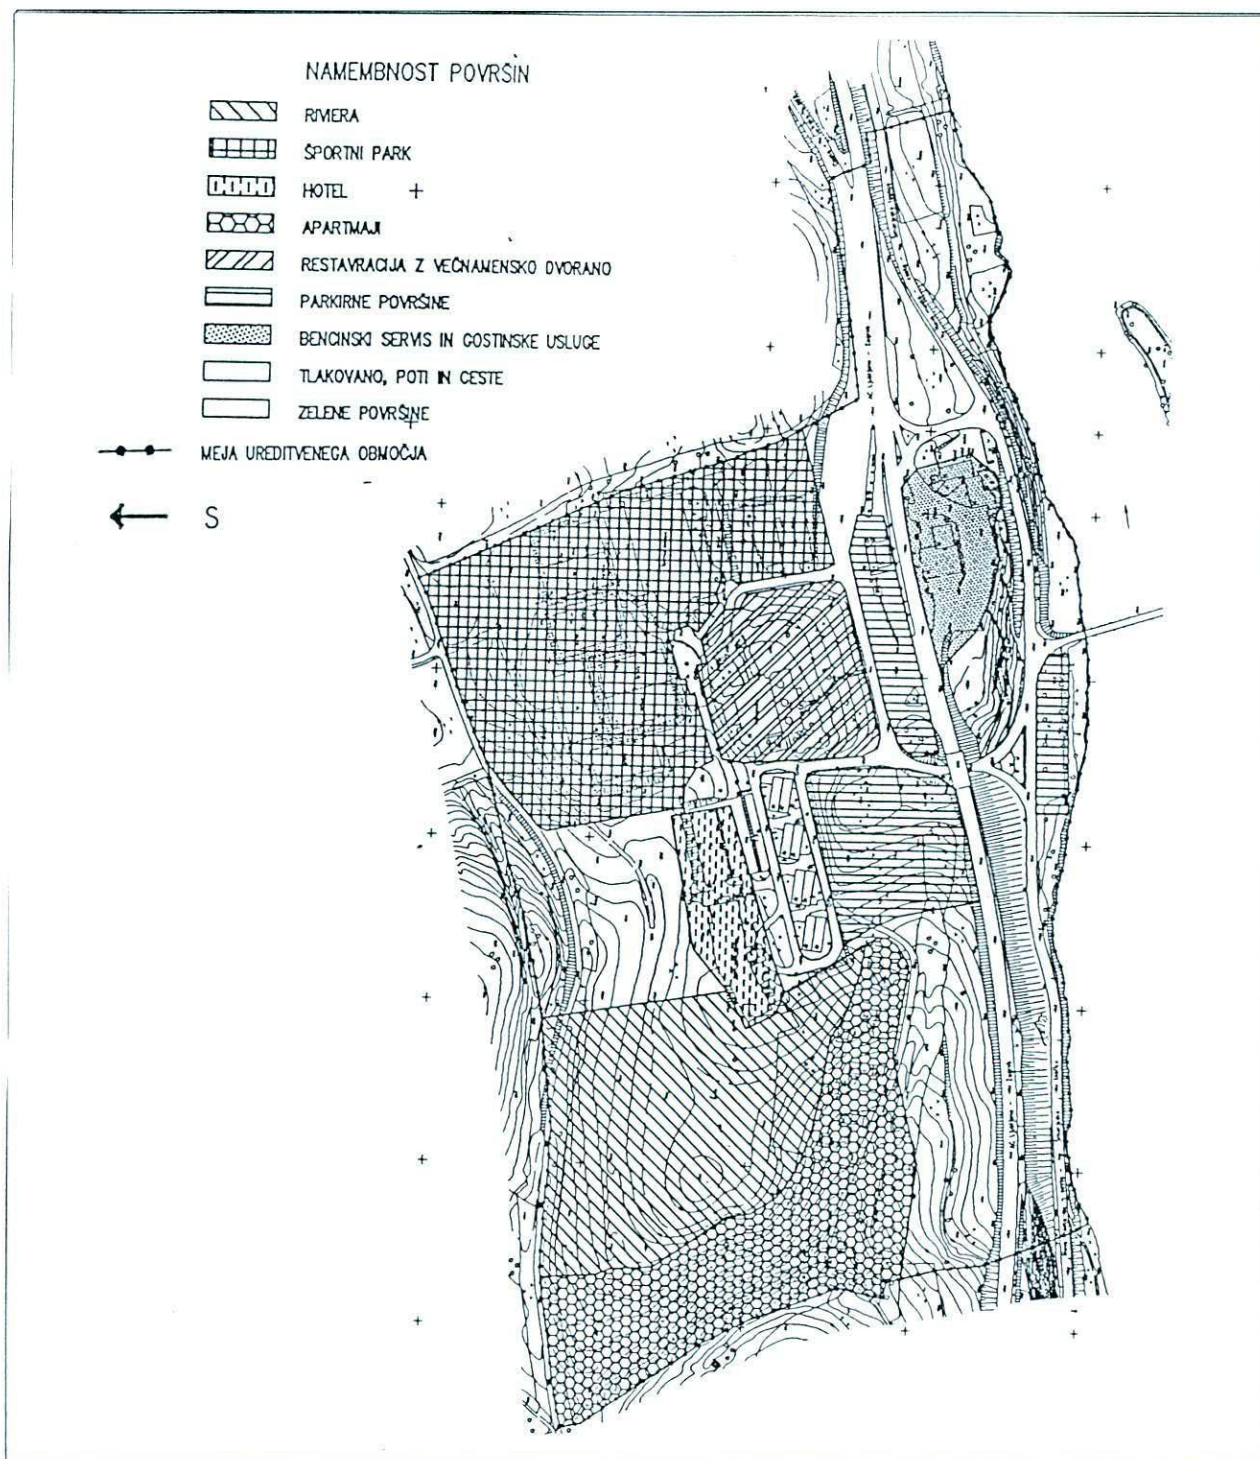 NAMEMBNOST POVRŠIN
RIVIERA
ŠPORTNI PARK
HOTEL
APARTMAJI
RESTAVRACIJA Z VEČNAMENSKO DVORANO
PARKIRNE POVRŠINE
BENCINSKI SERVIS IN GOSTINSKE USLUGE
TLAKOVANO, POTI IN CESTE
ZELENE POVRŠINE
MEJA UREDITVENEGA OBMOČJA
S